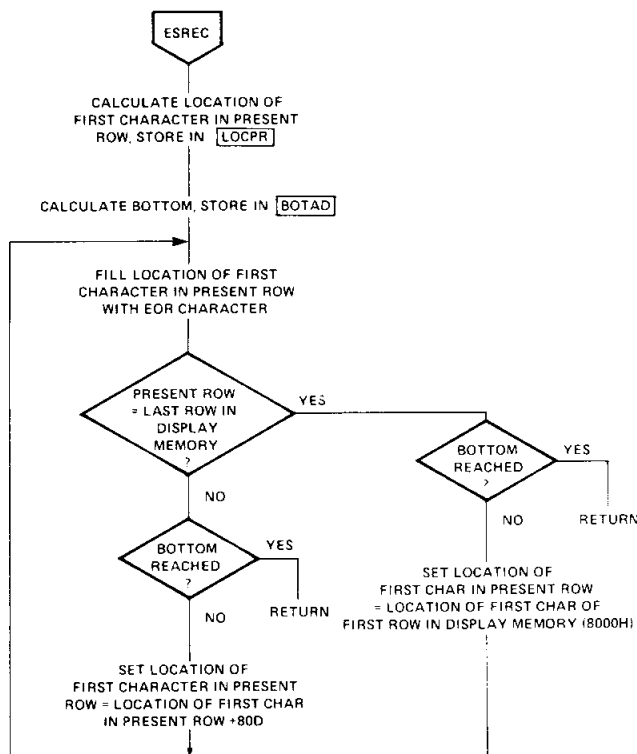 ESREC
CALCULATE LOCATION OF
FIRST CHARACTER IN PRESENT
ROW, STORE IN LOCPR
CALCULATE BOTTOM, STORE IN BOTAD
FILL LOCATION OF FIRST
CHARACTER IN PRESENT ROW
WITH EOR CHARACTER
PRESENT ROW
= LAST ROW IN
DISPLAY
MEMORY
?
YES
NO
BOTTOM
REACHED
?
YES
RETURN
NO
SET LOCATION OF
FIRST CHAR IN PRESENT ROW
= LOCATION OF FIRST CHAR OF
FIRST ROW IN DISPLAY MEMORY (8000H)
BOTTOM
REACHED
?
YES
RETURN
NO
SET LOCATION OF
FIRST CHARACTER IN PRESENT
ROW = LOCATION OF FIRST CHAR
IN PRESENT ROW +80D